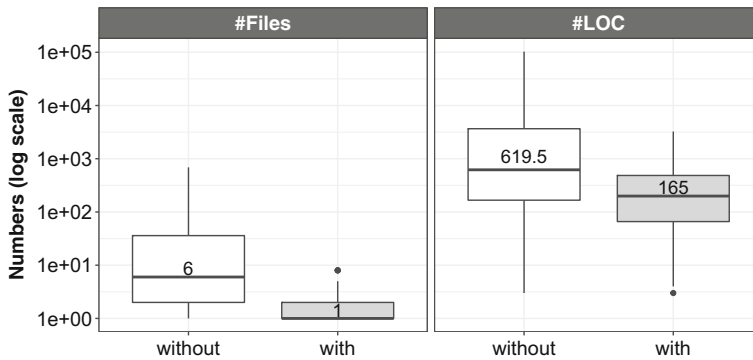 #Files #LOC
Numbers (log scale)
1e+05
1e+04
1e+03
1e+02
1e+01
1e+00
6
1
619.5
165
without with without with